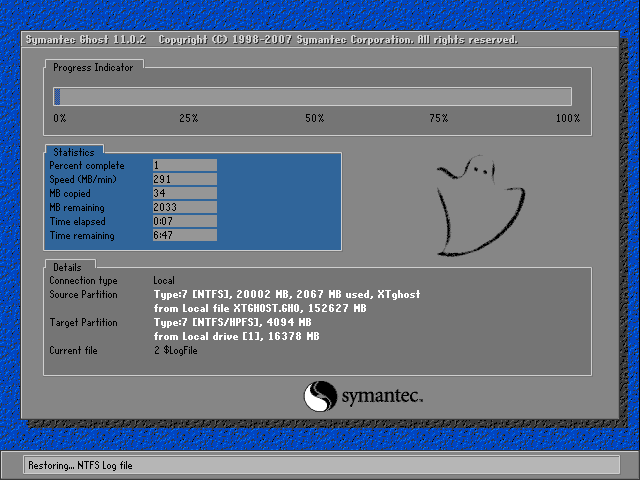 Symantec Ghost 11.0.2 Copyright (C) 1998-2007 Symantec Corporation. All rights reserved.
Progress Indicator
0% 25% 50% 75% 100%
Statistics
Percent complete 1
Speed (MB/min) 291
MB copied 34
MB remaining 2033
Time elapsed 0:07
Time remaining 6:47
Details
Connection type Local
Source Partition Type:7 [NTFS], 20002 MB, 2067 MB used, XTghost
from Local file XTGHOST.GHO, 152627 MB
Target Partition Type:7 [NTFS/HPFS], 4094 MB
from Local drive [1], 16378 MB
Current file 2 $LogFile
symantec™
Restoring... NTFS Log file